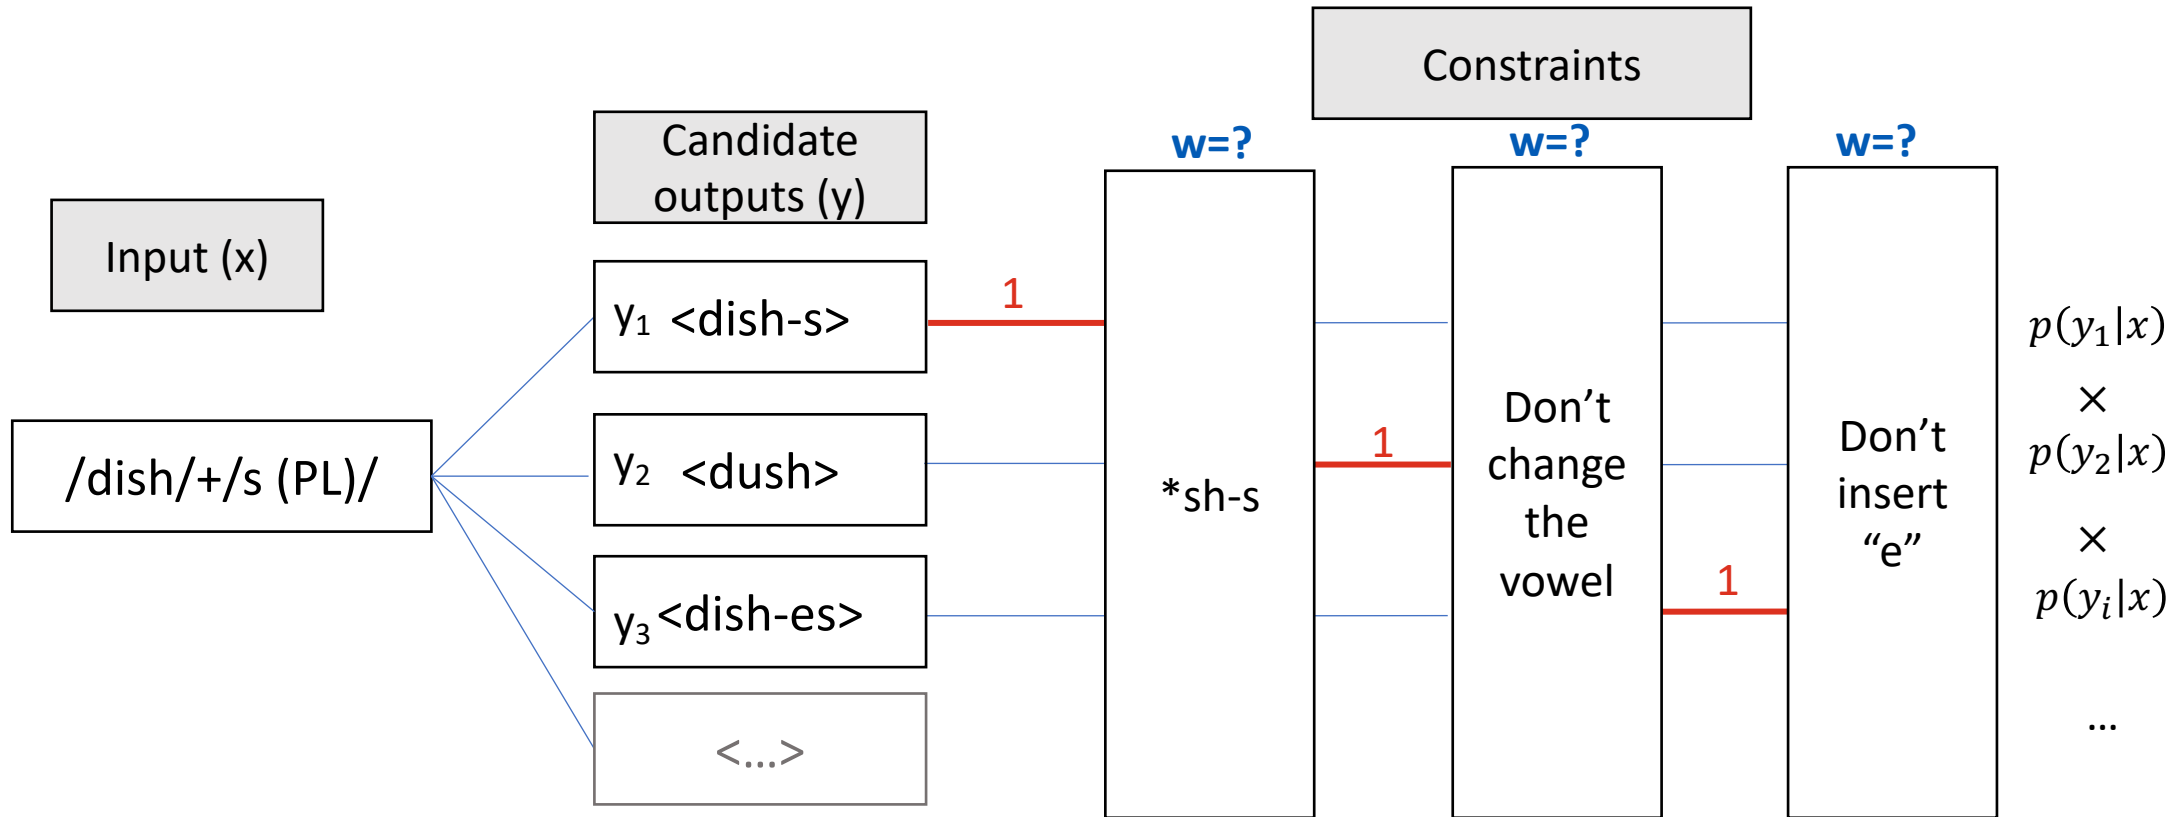 Constraints
Candidate
outputs (y)
w=?
w=?
w=?
Input (x)
y₁ <dish-s>
1
p(y₁|x)
×
/dish/+/s (PL)/
y₂ <dush>
1
*sh-s
Don’t
change
the
vowel
Don’t
insert
“e”
p(y₂|x)
×
y₃ <dish-es>
1
p(yᵢ|x)
<...>
...